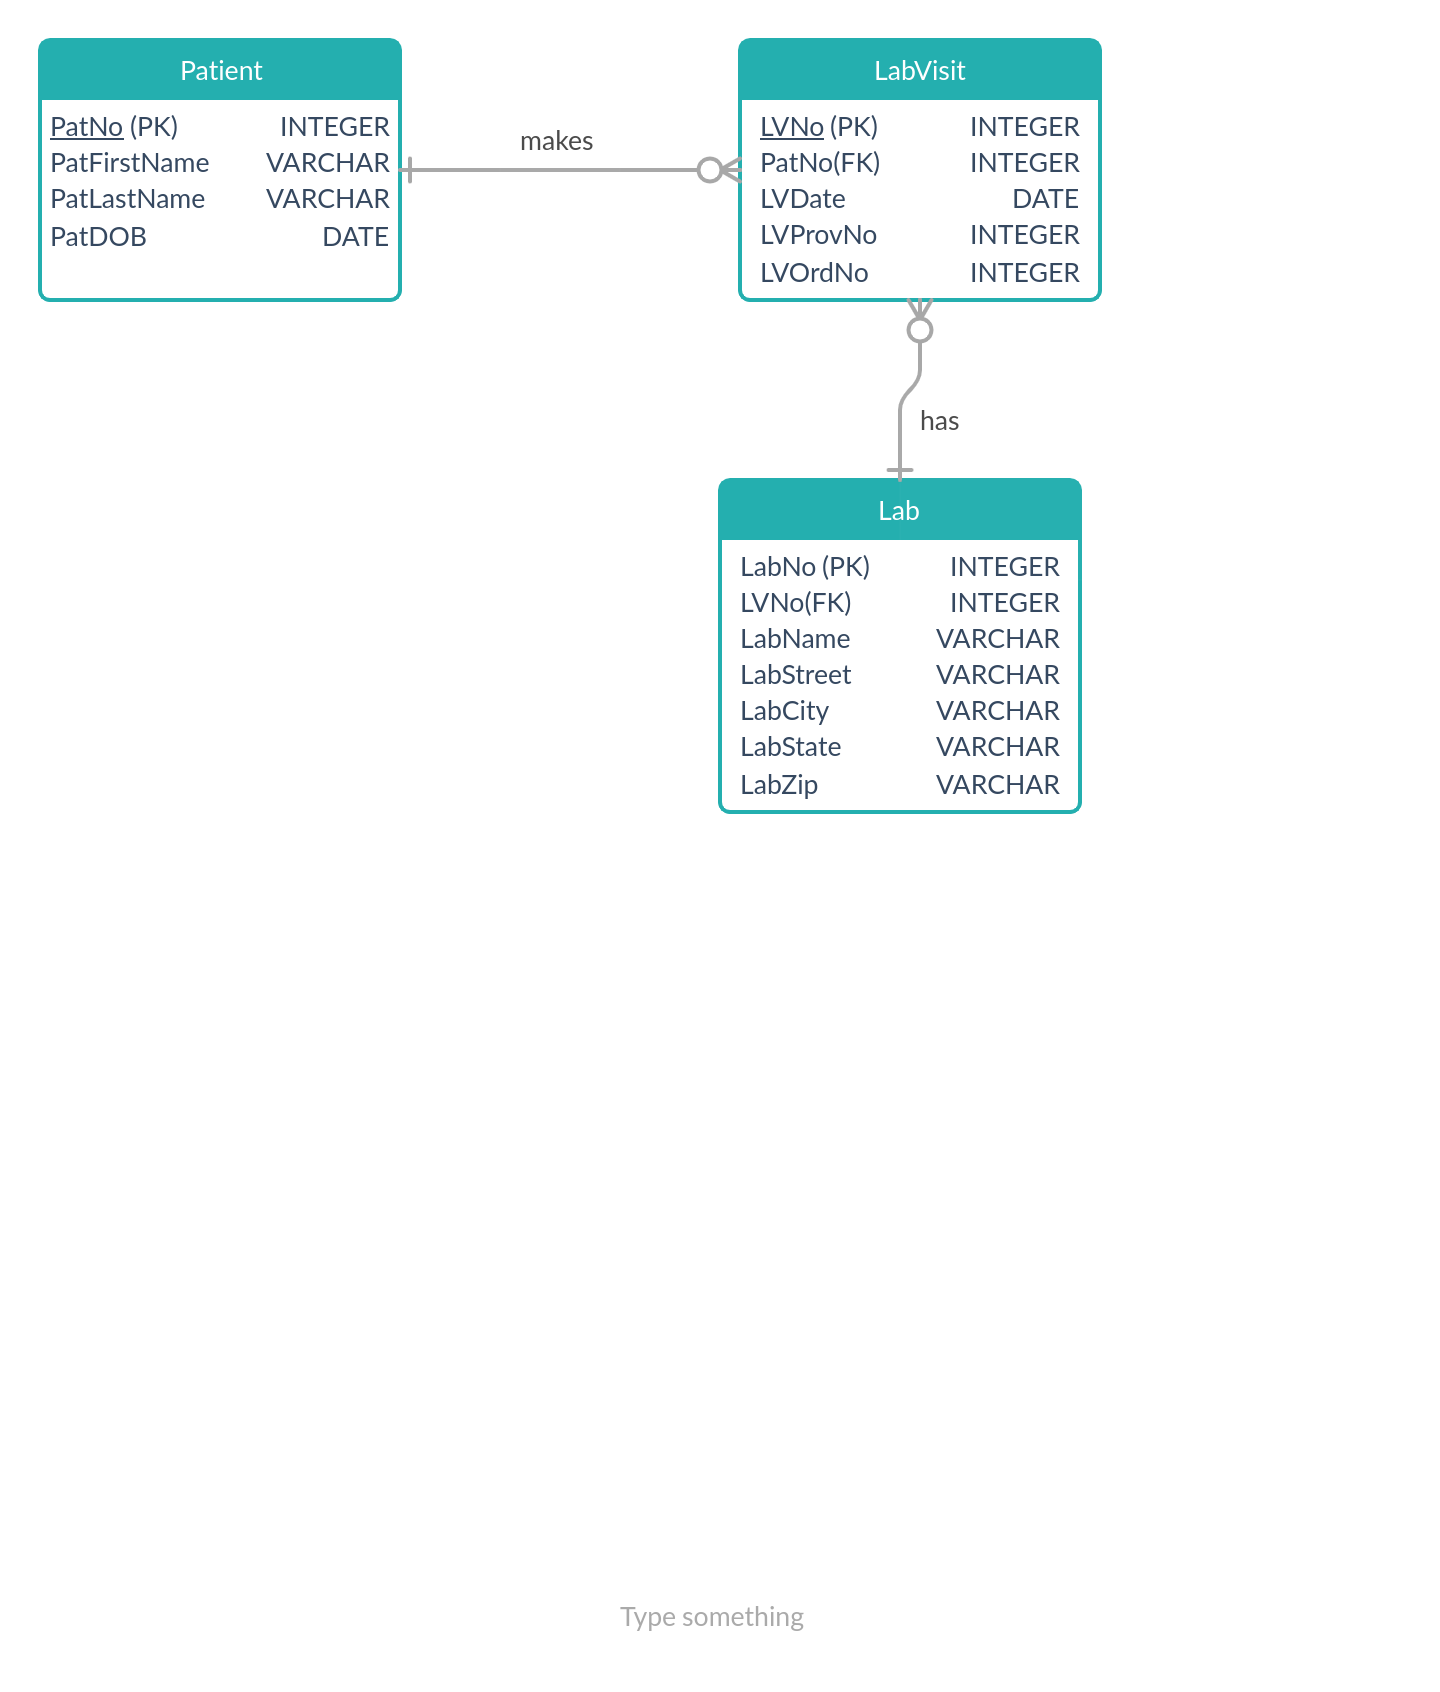 Patient
PatNo (PK) INTEGER
PatFirstName VARCHAR
PatLastName VARCHAR
PatDOB DATE
makes
LabVisit
LVNo (PK) INTEGER
PatNo(FK) INTEGER
LVDate DATE
LVProvNo INTEGER
LVOrdNo INTEGER
has
Lab
LabNo (PK) INTEGER
LVNo(FK) INTEGER
LabName VARCHAR
LabStreet VARCHAR
LabCity VARCHAR
LabState VARCHAR
LabZip VARCHAR
Type something